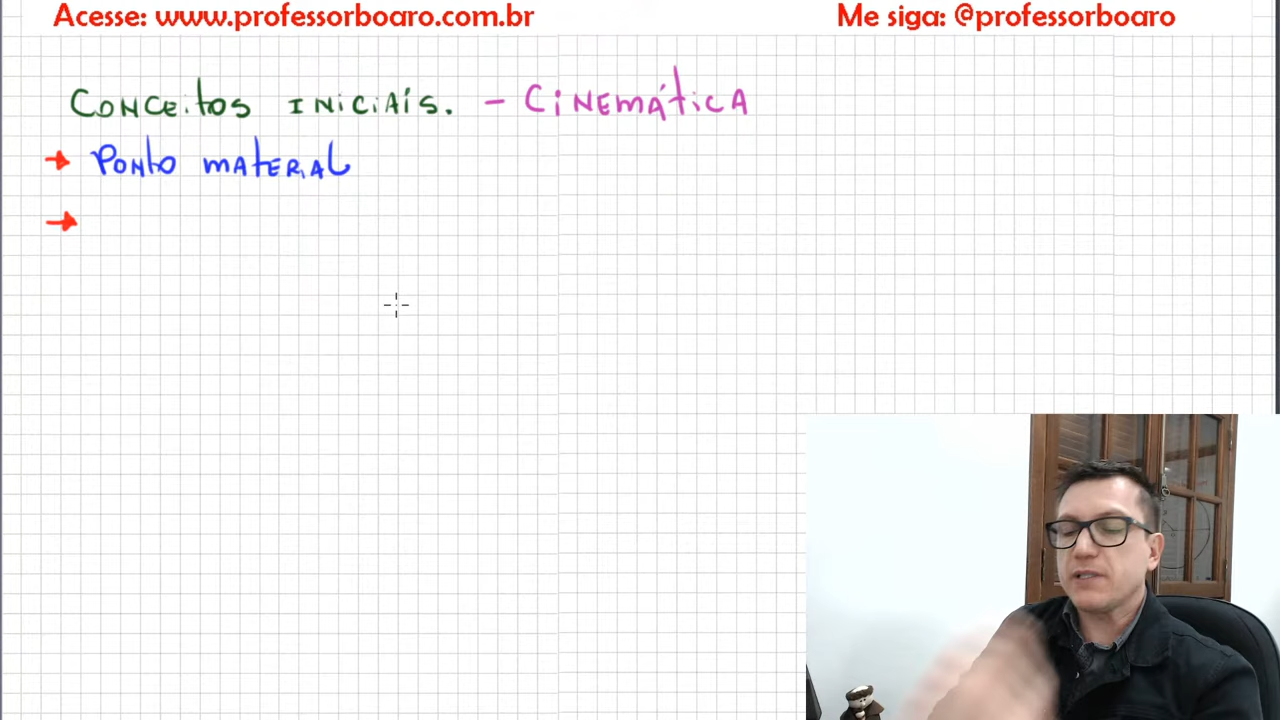 Acesse: www.professorboaro.com.br Me siga: @professorboaro
Conceitos iniciais. - Cinemática
→ Ponto material
→